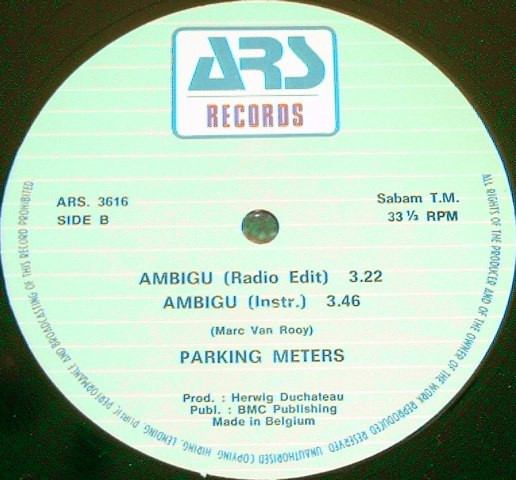 ARS
RECORDS
ARS. 3616
SIDE B
Sabam T.M.
33 ⅓ RPM
AMBIGU (Radio Edit) 3.22
AMBIGU (Instr.) 3.46
(Marc Van Rooy)
PARKING METERS
Prod. : Herwig Duchateau
Publ. : BMC Publishing
Made in Belgium
ALL RIGHTS OF THE PRODUCER AND OF THE OWNER OF THE WORK REPRODUCED RESERVED. UNAUTHORISED COPYING, HIRING, LENDING, PUBLIC PERFORMANCE AND BROADCASTING OF THIS RECORD PROHIBITED